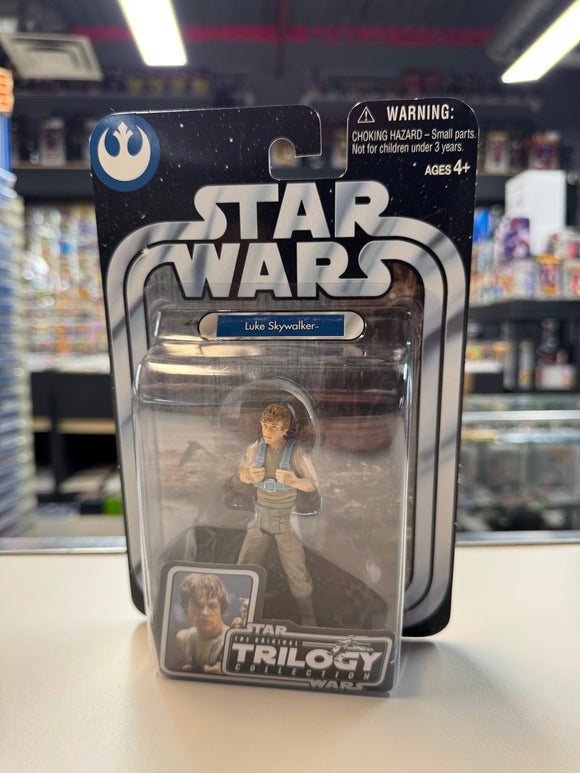 WARNING:
CHOKING HAZARD – Small parts.
Not for children under 3 years.
AGES 4+
STAR
WARS
Luke Skywalker™
STAR
THE ORIGINAL
TRILOGY
COLLECTION
WARS